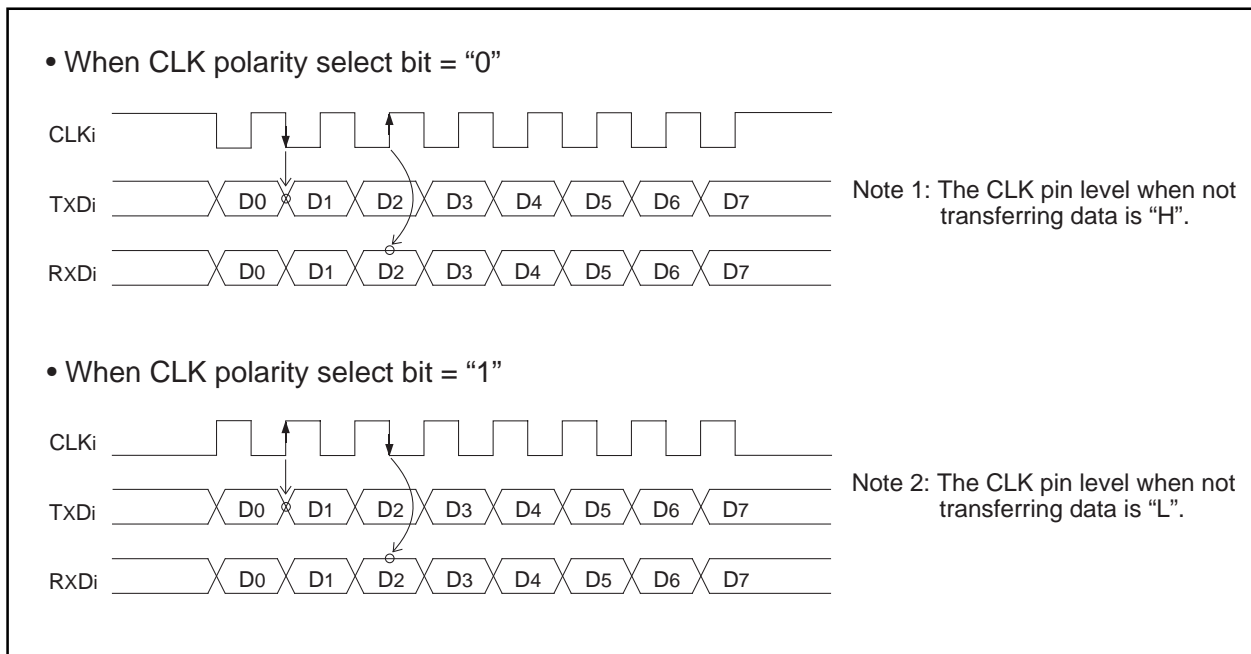 • When CLK polarity select bit = “0”
CLKi
TXDi D0 D1 D2 D3 D4 D5 D6 D7
RXDi D0 D1 D2 D3 D4 D5 D6 D7
Note 1: The CLK pin level when not
transferring data is “H”.
• When CLK polarity select bit = “1”
CLKi
TXDi D0 D1 D2 D3 D4 D5 D6 D7
RXDi D0 D1 D2 D3 D4 D5 D6 D7
Note 2: The CLK pin level when not
transferring data is “L”.